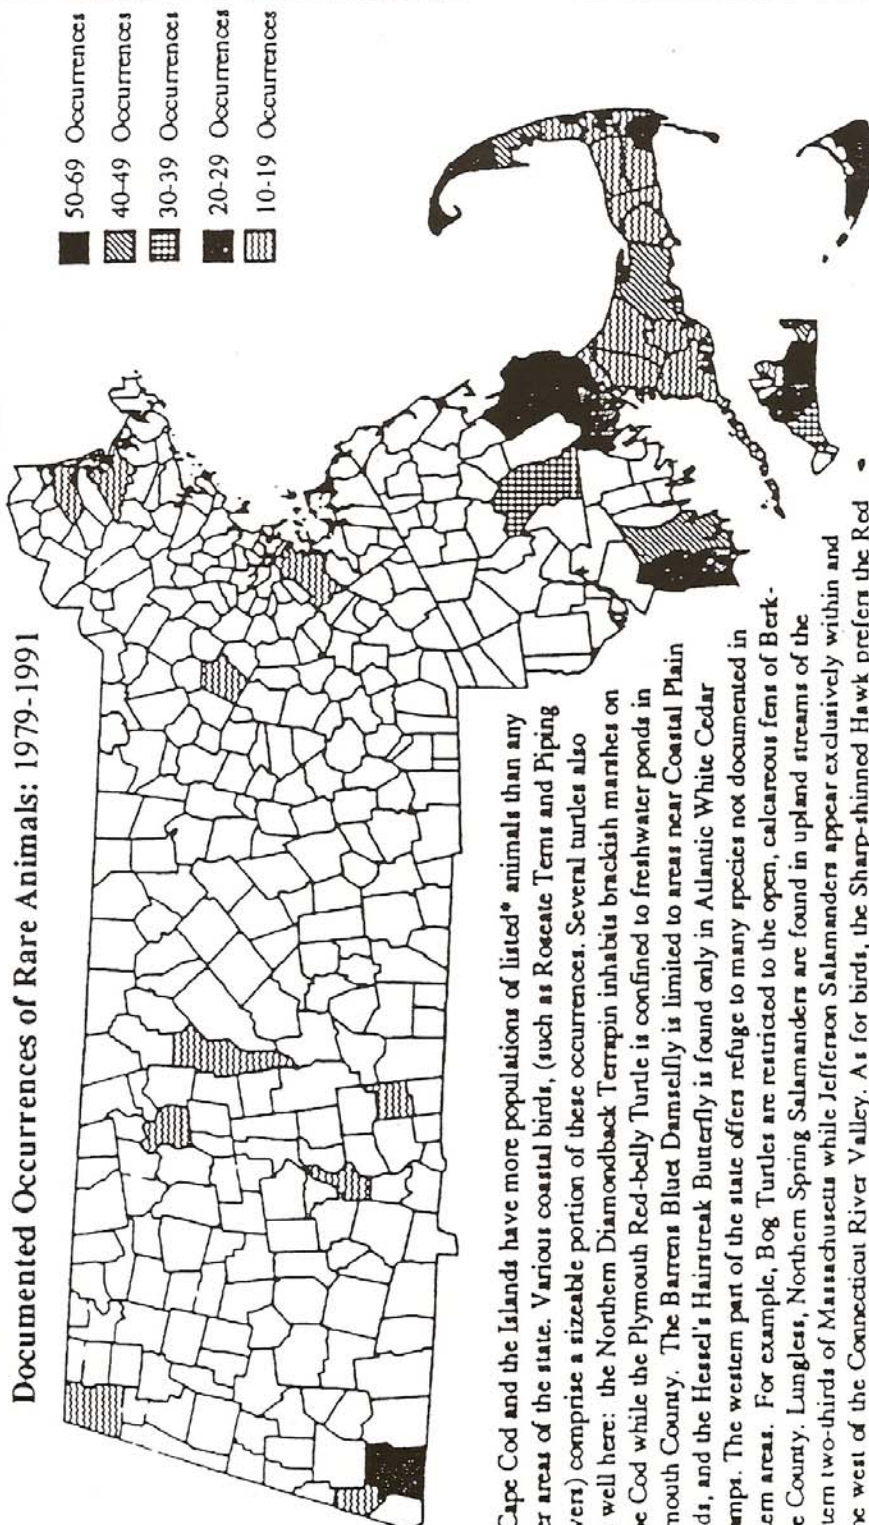 Documented Occurrences of Rare Animals: 1979-1991
50-69 Occurrences
40-49 Occurrences
30-39 Occurrences
20-29 Occurrences
10-19 Occurrences
Cape Cod and the Islands have more populations of listed* animals than any
er areas of the state. Various coastal birds, (such as Roseate Terns and Piping
vers) comprise a sizeable portion of these occurrences. Several turtles also
well here: the Northern Diamondback Terrapin inhabits brackish marshes on
e Cod while the Plymouth Red-belly Turtle is confined to freshwater ponds in
mouth County. The Barrens Bluet Damselfly is limited to areas near Coastal Plain
ds, and the Hessel's Hairstreak Butterfly is found only in Atlantic White Cedar
amps. The western part of the state offers refuge to many species not documented in
ern areas. For example, Bog Turtles are restricted to the open, calcareous fens of Berk-
e County. Lungless, Northern Spring Salamanders are found in upland streams of the
tern two-thirds of Massachusetts while Jefferson Salamanders appear exclusively within and
he west of the Connecticut River Valley. As for birds, the Sharp-shinned Hawk prefers the Red